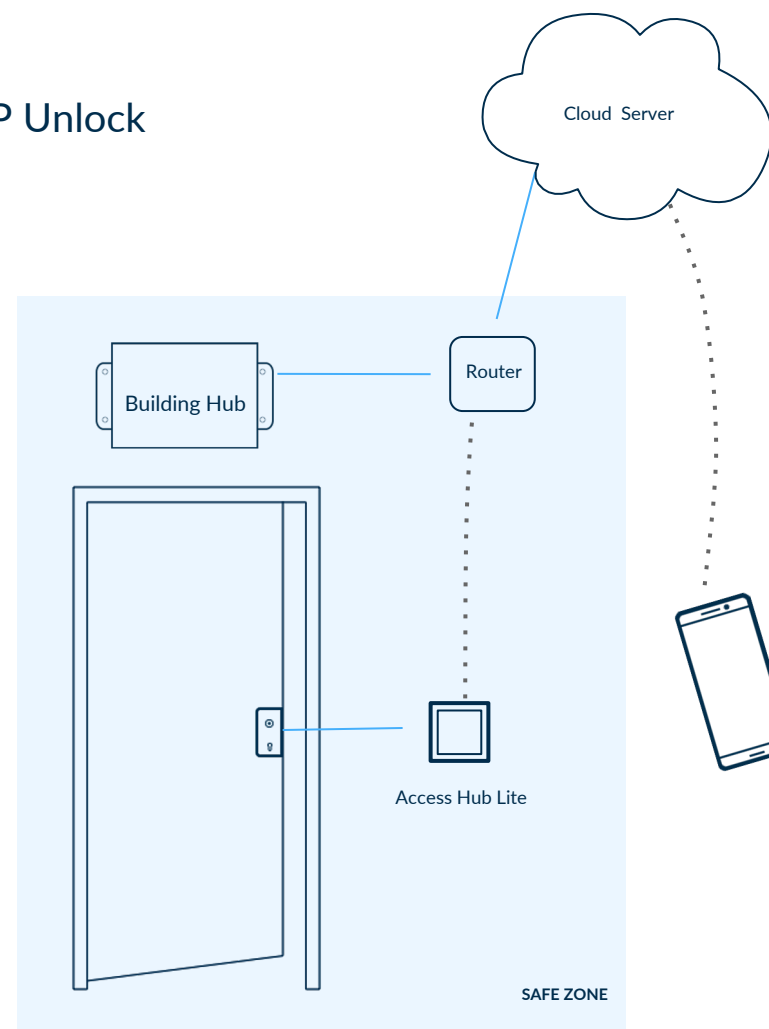 P Unlock
Cloud Server
Router
Building Hub
Access Hub Lite
SAFE ZONE